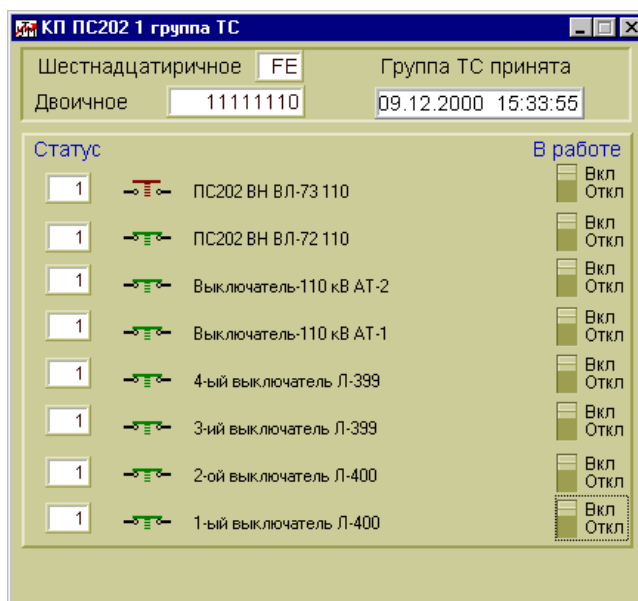 КП ПС202 1 группа ТС
Шестнадцатиричное FE Группа ТС принята
Двоичное 11111110 09.12.2000 15:33:55
Статус В работе
1 ПС202 ВН ВЛ-73 110 Вкл
Откл
1 ПС202 ВН ВЛ-72 110 Вкл
Откл
1 Выключатель-110 кВ АТ-2 Вкл
Откл
1 Выключатель-110 кВ АТ-1 Вкл
Откл
1 4-ый выключатель Л-399 Вкл
Откл
1 3-ий выключатель Л-399 Вкл
Откл
1 2-ой выключатель Л-400 Вкл
Откл
1 1-ый выключатель Л-400 Вкл
Откл